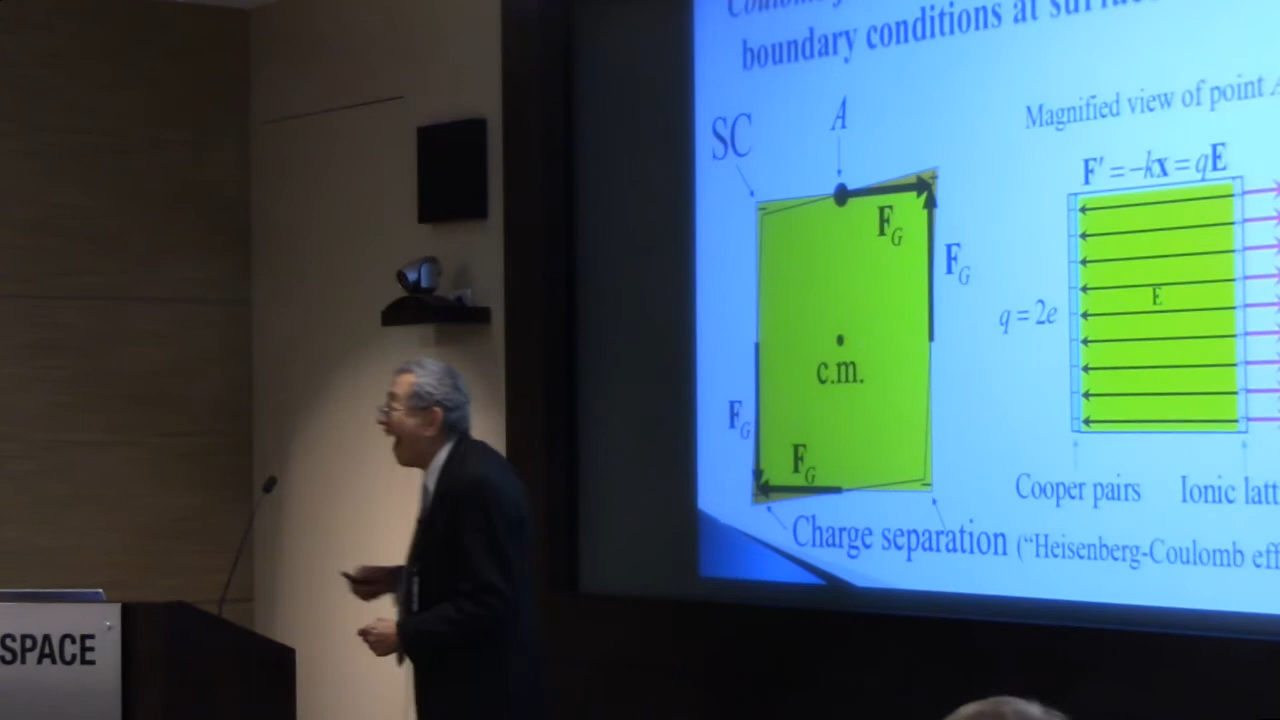 boundary conditions at
SC
A
Magnified view of point A
F' = −kx = qE
F_G
F_G
q = 2e
E
c.m.
F_G
F_G
Cooper pairs
Ionic latt
Charge separation ("Heisenberg-Coulomb eff
SPACE